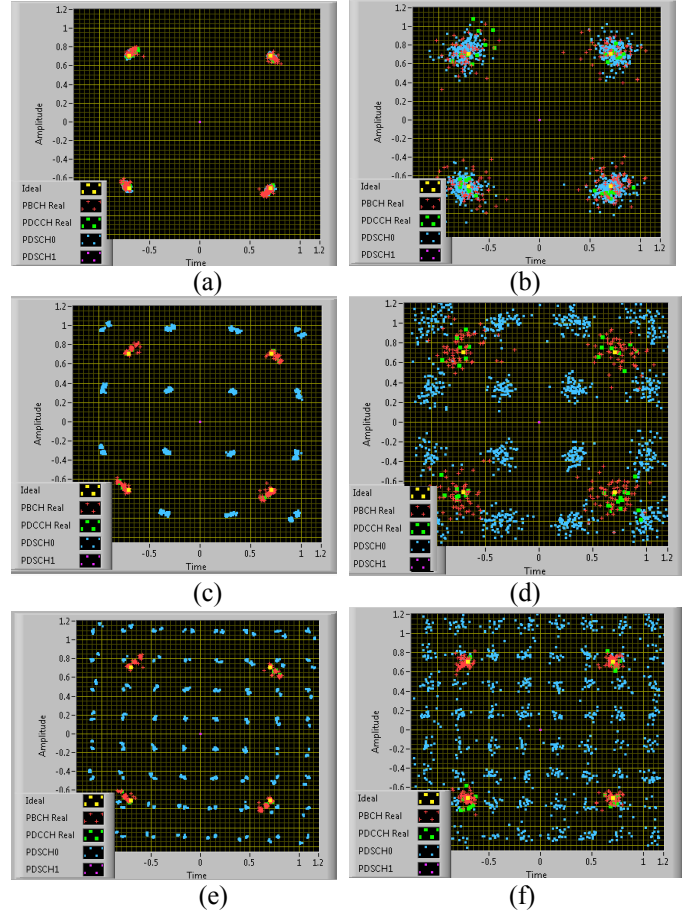 1.2
1
0.8
0.6
0.4
0.2
0
-0.2
-0.4
-0.6
Amplitude
Ideal
PBCH Real
PDCCH Real
PDSCH0
PDSCH1
-0.5 0 0.5 1 1.2
Time
(a)
1.2
1
0.8
0.6
0.4
0.2
0
-0.2
-0.4
-0.6
Amplitude
Ideal
PBCH Real
PDCCH Real
PDSCH0
PDSCH1
-0.5 0 0.5 1 1.2
Time
(b)
1.2
1
0.8
0.6
0.4
0.2
0
-0.2
-0.4
-0.6
Amplitude
Ideal
PBCH Real
PDCCH Real
PDSCH0
PDSCH1
-0.5 0 0.5 1 1.2
Time
(c)
1.2
1
0.8
0.6
0.4
0.2
0
-0.2
-0.4
-0.6
Amplitude
Ideal
PBCH Real
PDCCH Real
PDSCH0
PDSCH1
-0.5 0 0.5 1 1.2
Time
(d)
1.2
1
0.8
0.6
0.4
0.2
0
-0.2
-0.4
-0.6
Amplitude
Ideal
PBCH Real
PDCCH Real
PDSCH0
PDSCH1
-0.5 0 0.5 1 1.2
Time
(e)
1.2
1
0.8
0.6
0.4
0.2
0
-0.2
-0.4
-0.6
Amplitude
Ideal
PBCH Real
PDCCH Real
PDSCH0
PDSCH1
-0.5 0 0.5 1 1.2
Time
(f)